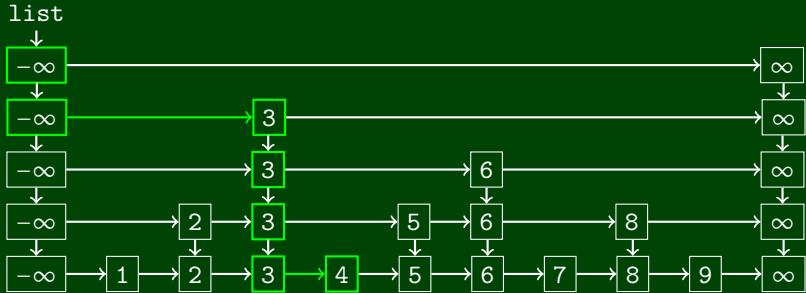 list
−∞ ∞
−∞ 3 ∞
−∞ 3 6 ∞
−∞ 2 3 5 6 8 ∞
−∞ 1 2 3 4 5 6 7 8 9 ∞